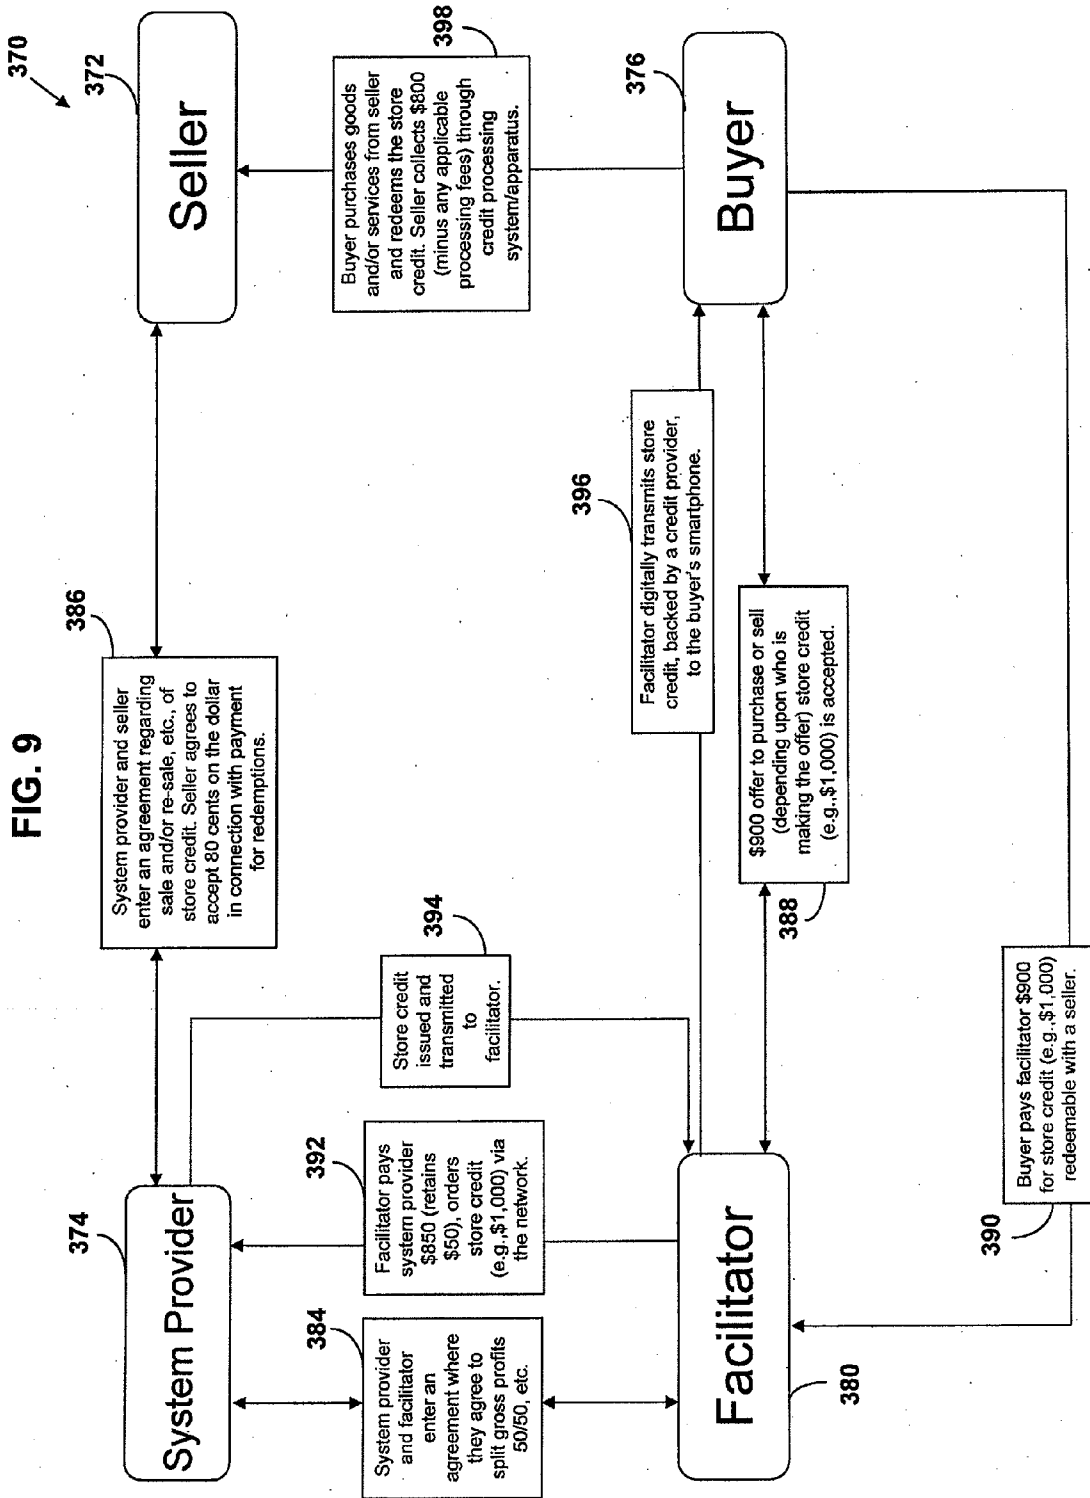 FIG. 9
370
374
System Provider
386
System provider and seller
enter an agreement regarding
sale and/or re-sale, etc., of
store credit. Seller agrees to
accept 80 cents on the dollar
in connection with payment
for redemptions.
372
Seller
384
System provider
and facilitator
enter an
agreement where
they agree to
split gross profits
50/50, etc.
392
Facilitator pays
system provider
$850 (retains
$50), orders
store credit
(e.g.,$1,000) via
the network.
394
Store credit
issued and
transmitted
to
facilitator.
398
Buyer purchases goods
and/or services from seller
and redeems the store
credit. Seller collects $800
(minus any applicable
processing fees) through
credit processing
system/apparatus.
396
Facilitator digitally transmits store
credit, backed by a credit provider,
to the buyer's smartphone.
376
Buyer
Facilitator
380
$900 offer to purchase or sell
(depending upon who is
making the offer) store credit
(e.g.,$1,000) is accepted.
388
Buyer pays facilitator $900
for store credit (e.g.,$1,000)
redeemable with a seller.
390